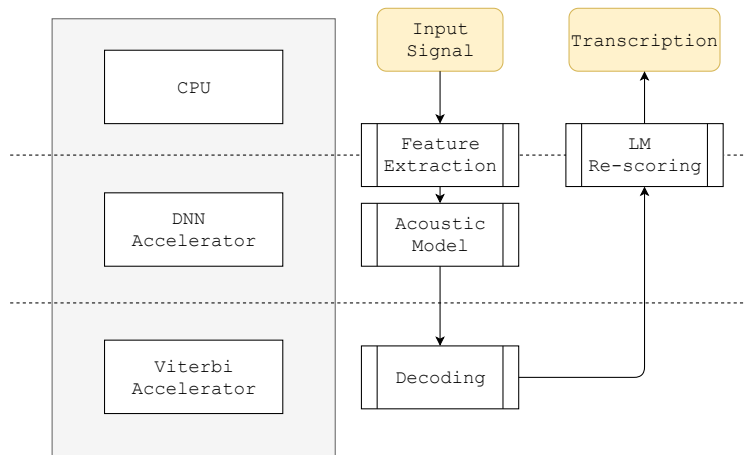 Input
Signal
Transcription
CPU
Feature
Extraction
LM
Re-scoring
DNN
Accelerator
Acoustic
Model
Viterbi
Accelerator
Decoding